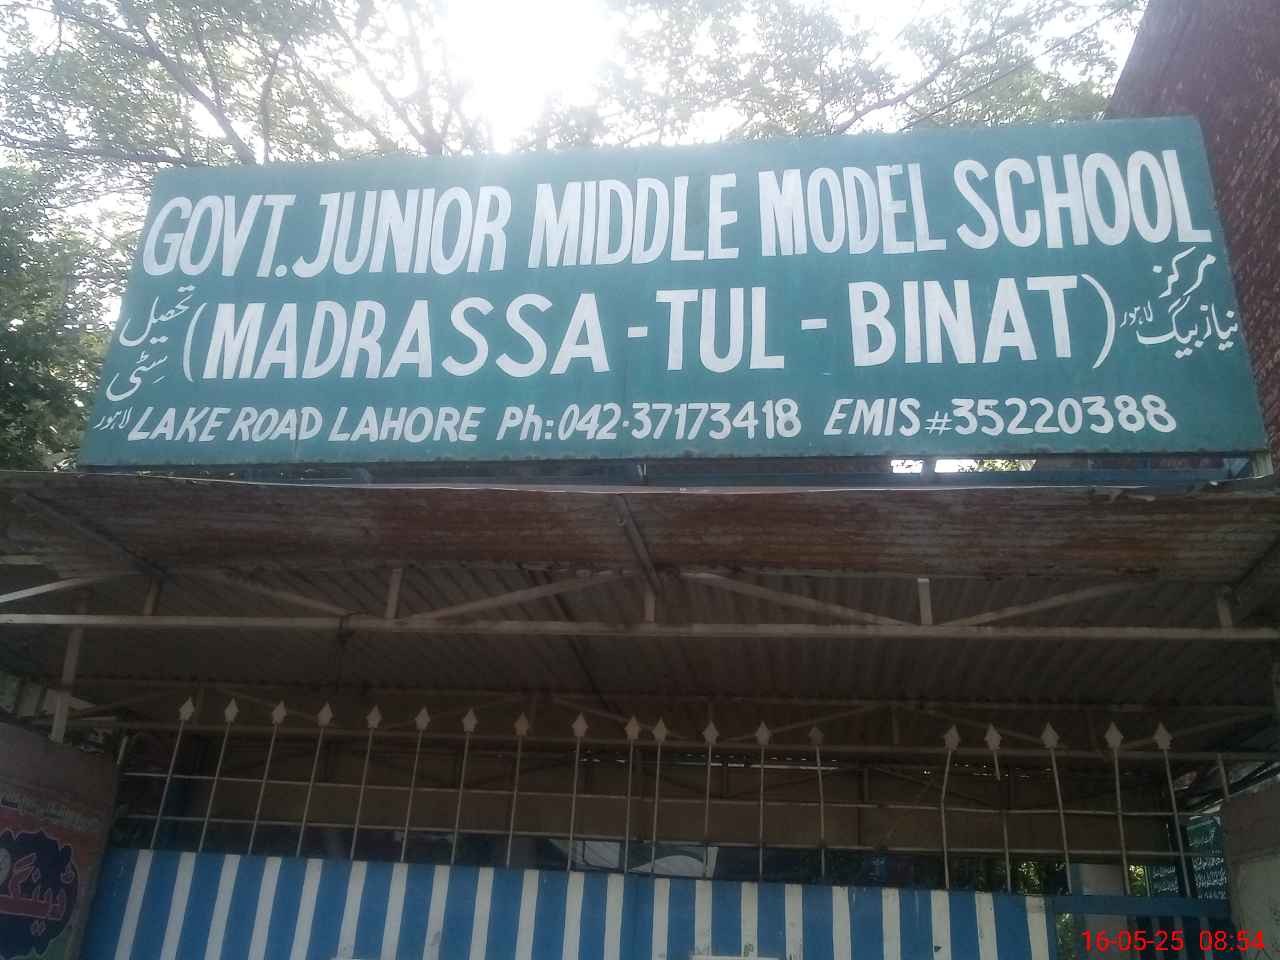 GOVT. JUNIOR MIDDLE MODEL SCHOOL
(MADRASSA-TUL-BINAT)
تحصیل
سِٹی
لاہور
مرکز
نیاز بیگ
لاہور
LAKE ROAD LAHORE Ph:042-37173418 EMIS #35220388
16-05-25 08:54